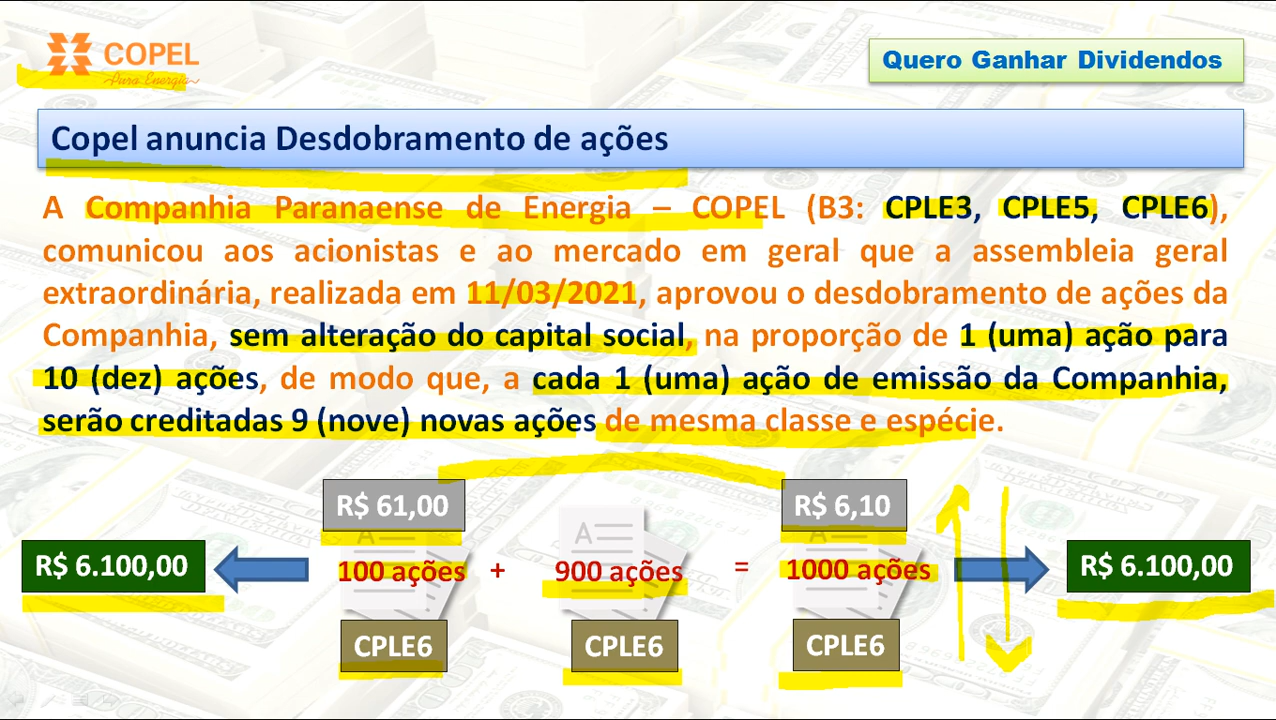 COPEL
Pura Energia
Quero Ganhar Dividendos
Copel anuncia Desdobramento de ações
A Companhia Paranaense de Energia – COPEL (B3: CPLE3, CPLE5, CPLE6),
comunicou aos acionistas e ao mercado em geral que a assembleia geral
extraordinária, realizada em 11/03/2021, aprovou o desdobramento de ações da
Companhia, sem alteração do capital social, na proporção de 1 (uma) ação para
10 (dez) ações, de modo que, a cada 1 (uma) ação de emissão da Companhia,
serão creditadas 9 (nove) novas ações de mesma classe e espécie.
R$ 61,00
R$ 6,10
R$ 6.100,00
100 ações
+
900 ações
=
1000 ações
R$ 6.100,00
CPLE6
CPLE6
CPLE6